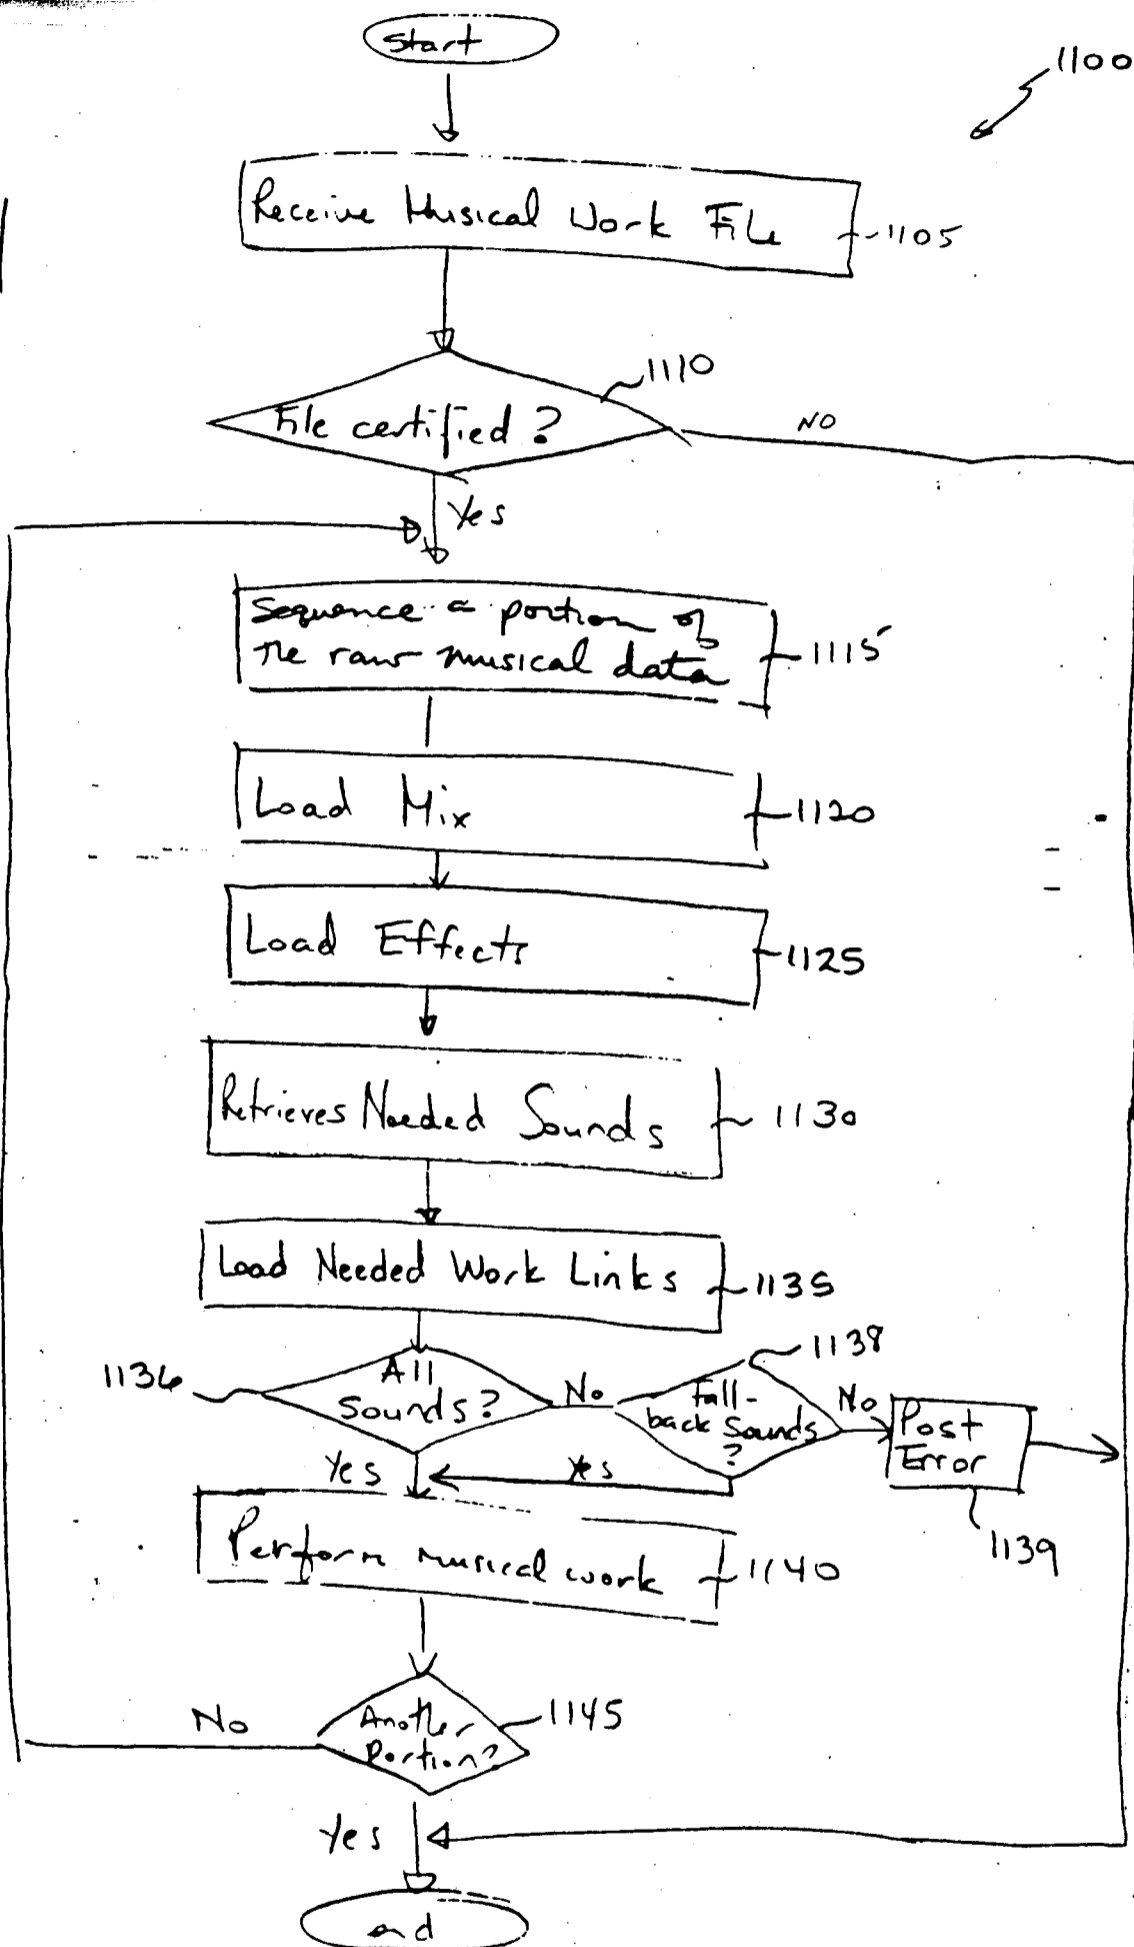 Start
1100
Receive Musical Work File
1105
1110
File certified?
NO
Yes
Sequence a portion of
the raw musical data
1115
Load Mix
1120
Load Effects
1125
Retrieves Needed Sounds
1130
Load Needed Work Links
1135
1136
All
Sounds?
No
1138
Fall-
back Sounds
?
No
Post
Error
1139
Yes
Yes
Perform musical work
1140
Another
Portion?
1145
No
Yes
end